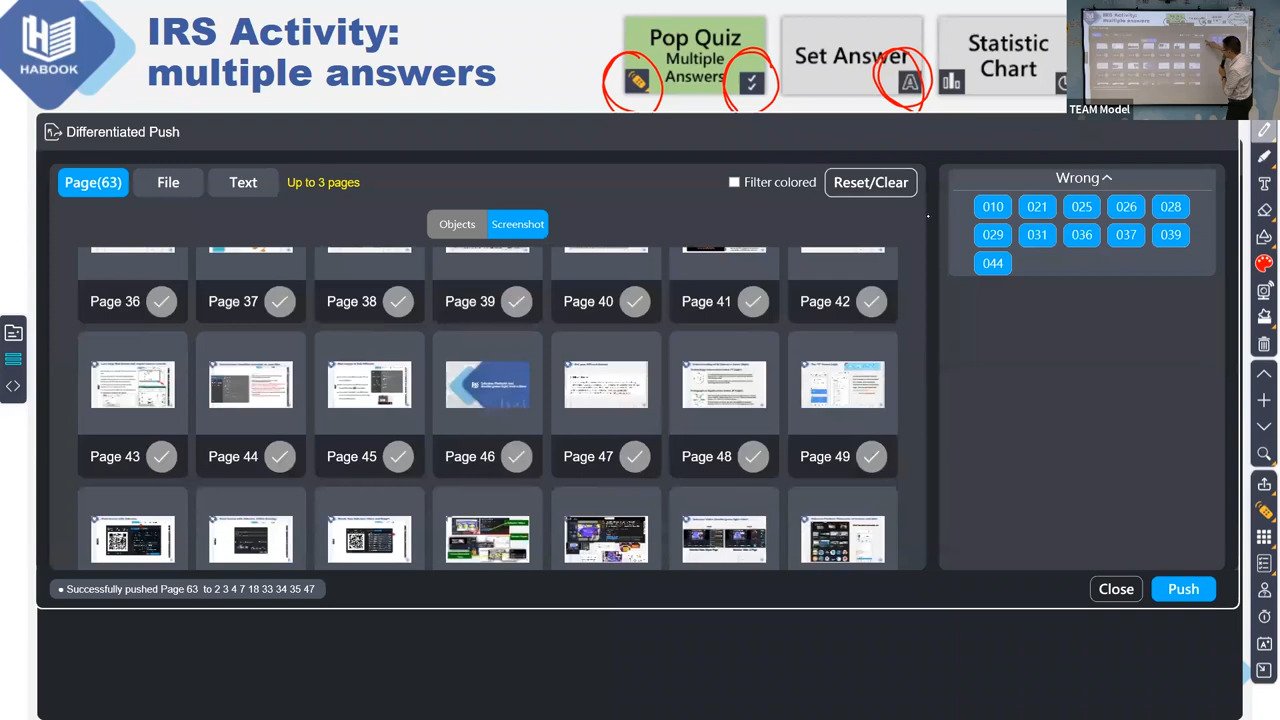 HABOOK
IRS Activity:
multiple answers
Pop Quiz
Multiple
Answers
Set Answer
A
Statistic
Chart
TEAM Model
Differentiated Push
Page(63)
File
Text
Up to 3 pages
Filter colored
Reset/Clear
Objects
Screenshot
Wrong
010
021
025
026
028
029
031
036
037
039
044
Page 36
Page 37
Page 38
Page 39
Page 40
Page 41
Page 42
Page 43
Page 44
Page 45
Page 46
Page 47
Page 48
Page 49
● Successfully pushed Page 63 to 2 3 4 7 18 33 34 35 47
Close
Push